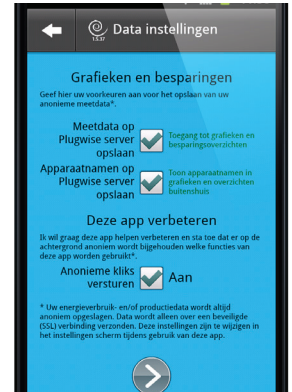 Data instellingen
1.5.37
Grafieken en besparingen
Geef hier uw voorkeuren aan voor het opslaan van uw
anonieme meetdata*.
Meetdata op
Plugwise server
opslaan
Toegang tot grafieken en
besparingsoverzichten
Apparaatnamen op
Plugwise server
opslaan
Toon apparaatnamen in
grafieken en overzichten
buitenshuis
Deze app verbeteren
Ik wil graag deze app helpen verbeteren en sta toe dat er op de
achtergrond anoniem wordt bijgehouden welke functies van
deze app worden gebruikt*.
Anonieme kliks
versturen
Aan
* Uw energieverbruik- en/of productiedata wordt altijd
anoniem opgeslagen. Data wordt alleen over een beveiligde
(SSL) verbinding verzonden. Deze instellingen zijn te wijzigen in
het instellingen scherm tijdens gebruik van deze app.